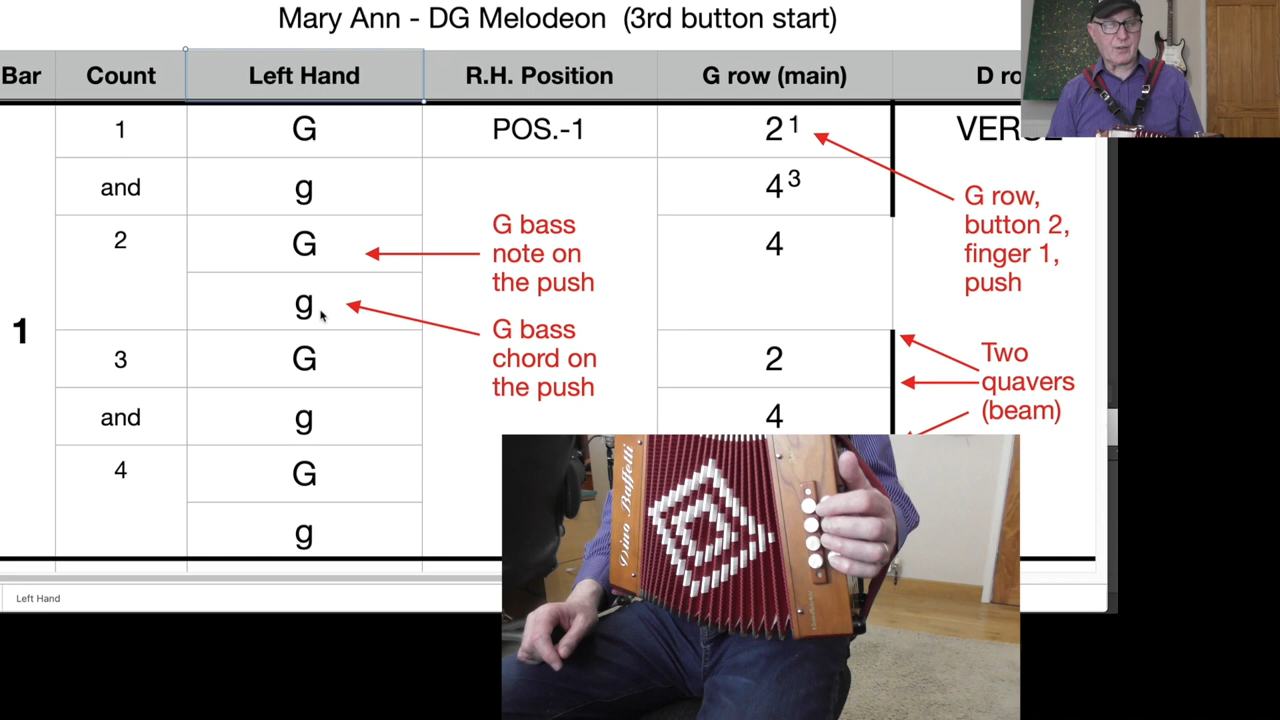 Mary Ann - DG Melodeon (3rd button start)
Bar Count Left Hand R.H. Position G row (main)
1 G POS.-1 2 1
and g 4 3
2 G 4
g
1
3 G 2
and g 4
4 G
g
G bass
note on
the push
G bass
chord on
the push
G row,
button 2,
finger 1,
push
Two
quavers
(beam)
Left Hand
Dino Baffetti